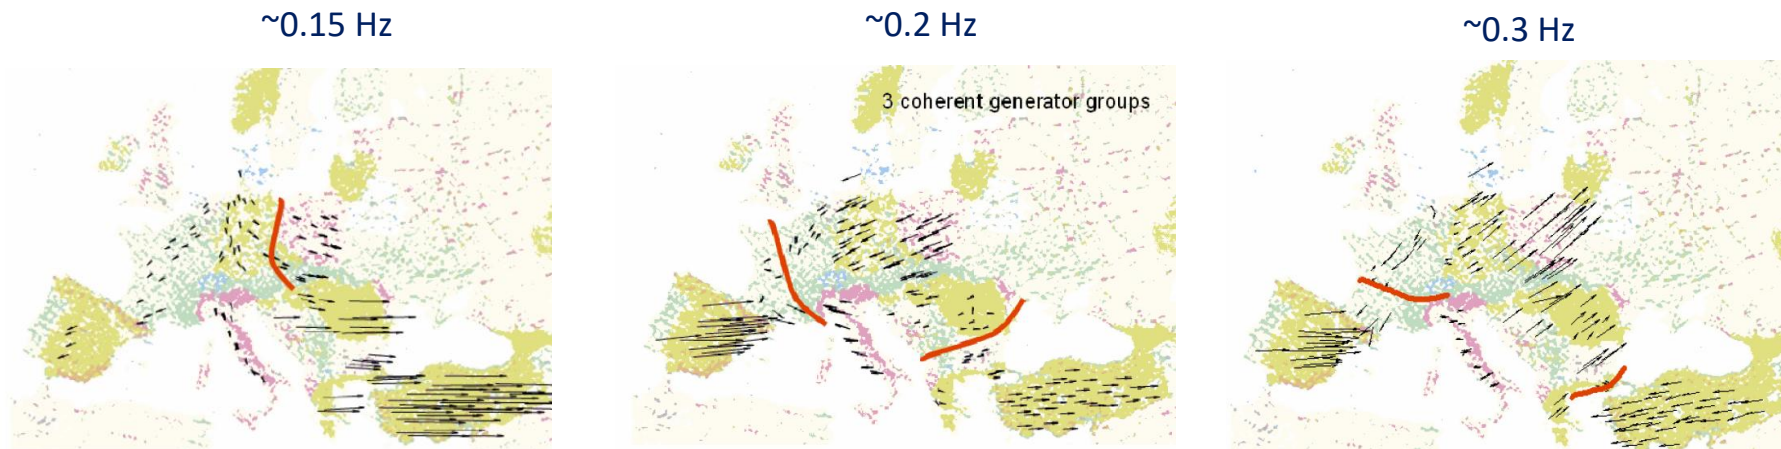 ~0.15 Hz
~0.2 Hz
~0.3 Hz
3 coherent generator groups